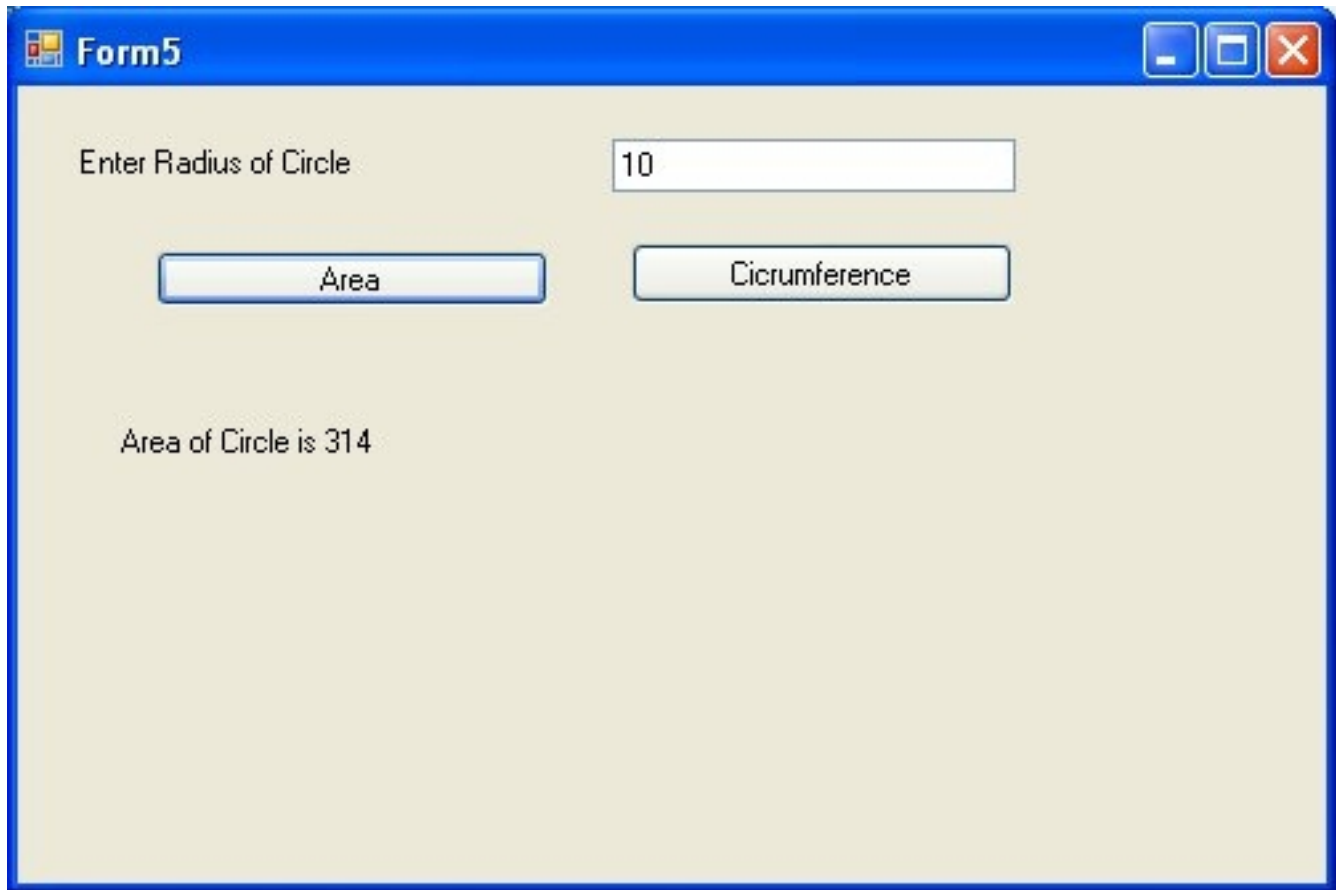 Form5
Enter Radius of Circle
10
Area
Cicrumference
Area of Circle is 314